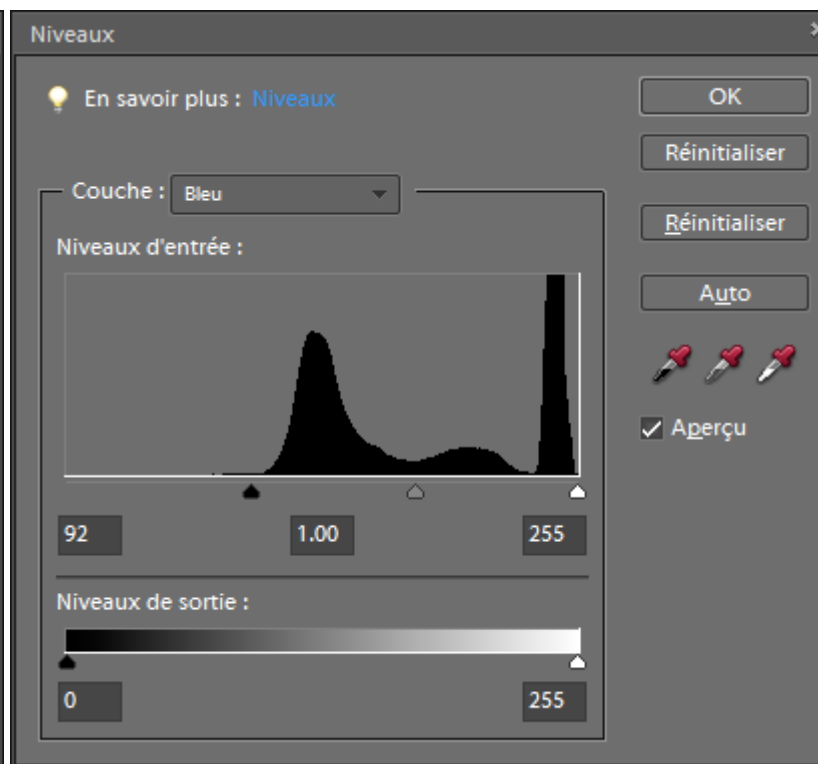 Niveaux
En savoir plus : Niveaux
OK
Réinitialiser
Réinitialiser
Auto
Aperçu
Couche : Bleu
Niveaux d'entrée :
92 1.00 255
Niveaux de sortie :
0 255